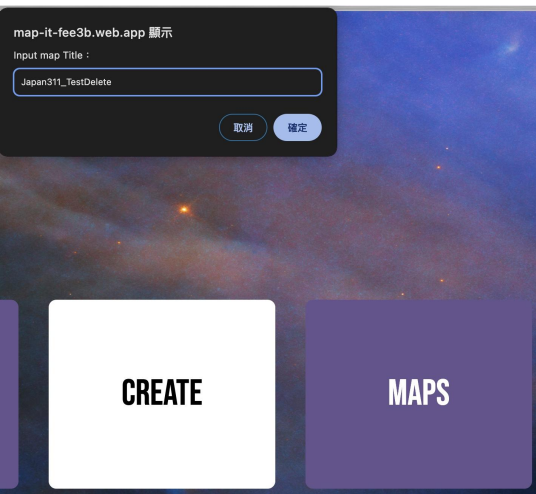 map-it-fee3b.web.app 顯示
Input map Title：
Japan311_TestDelete
取消 確定
CREATE MAPS